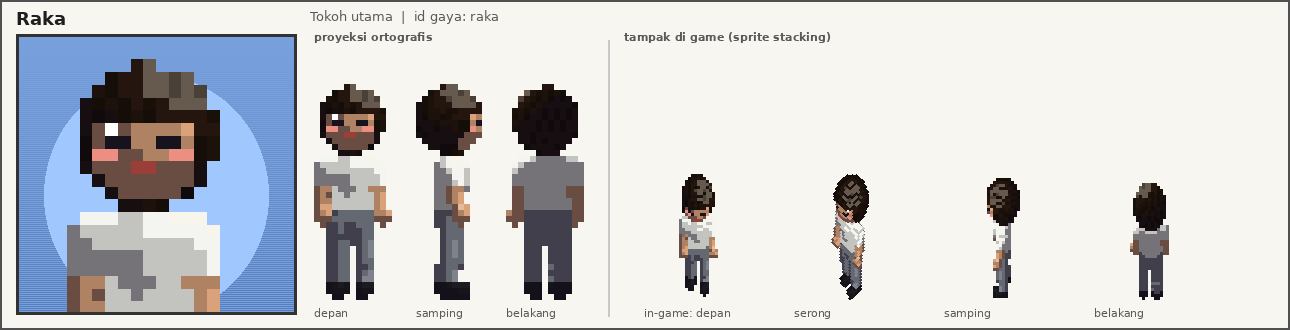 Raka
Tokoh utama | id gaya: raka
proyeksi ortografis
tampak di game (sprite stacking)
depan
samping
belakang
in-game: depan
serong
samping
belakang